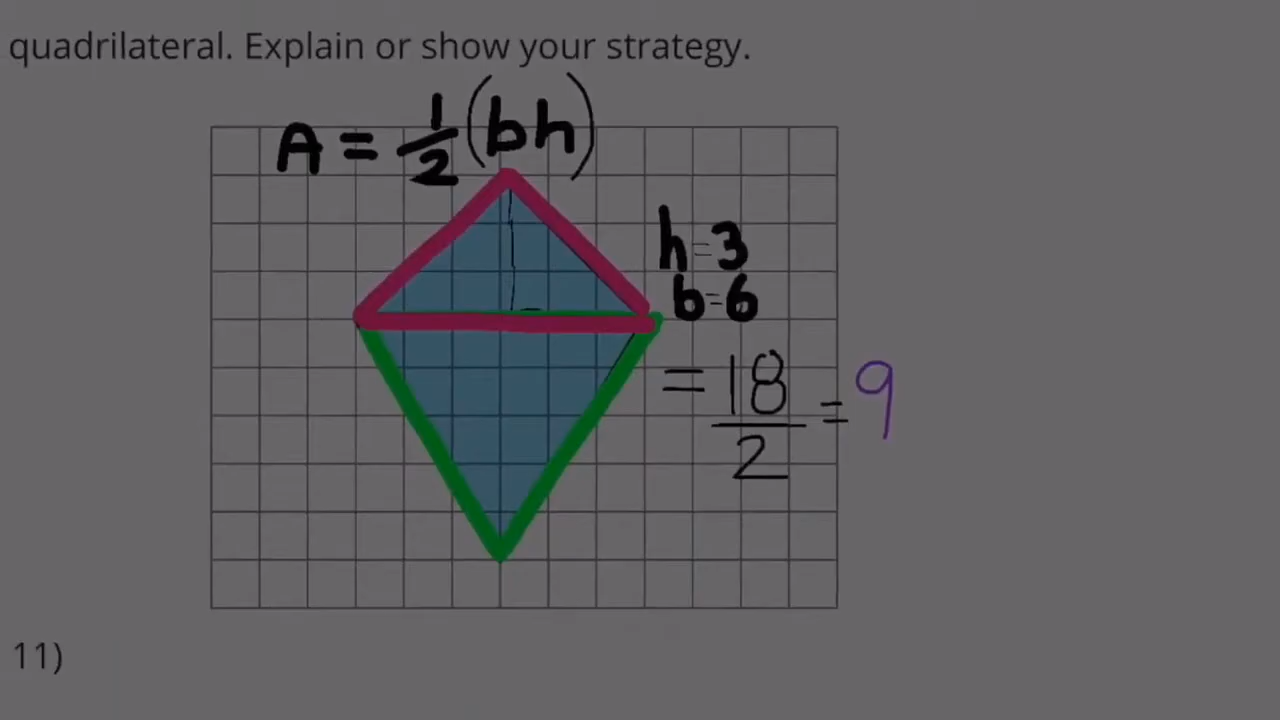 quadrilateral. Explain or show your strategy.
A = 1/2 (bh)
h=3
b=6
= 18/2 = 9
11)